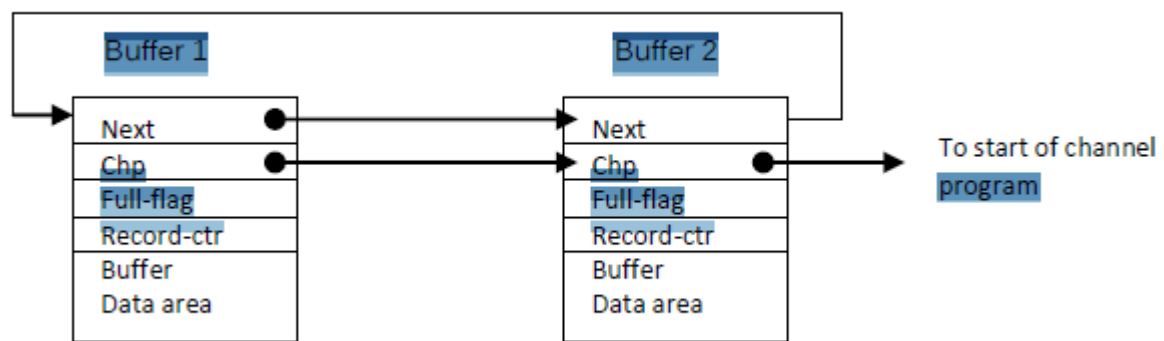 Buffer 1
Buffer 2
Next
Chp
Full-flag
Record-ctr
Buffer
Data area
Next
Chp
Full-flag
Record-ctr
Buffer
Data area
To start of channel
program